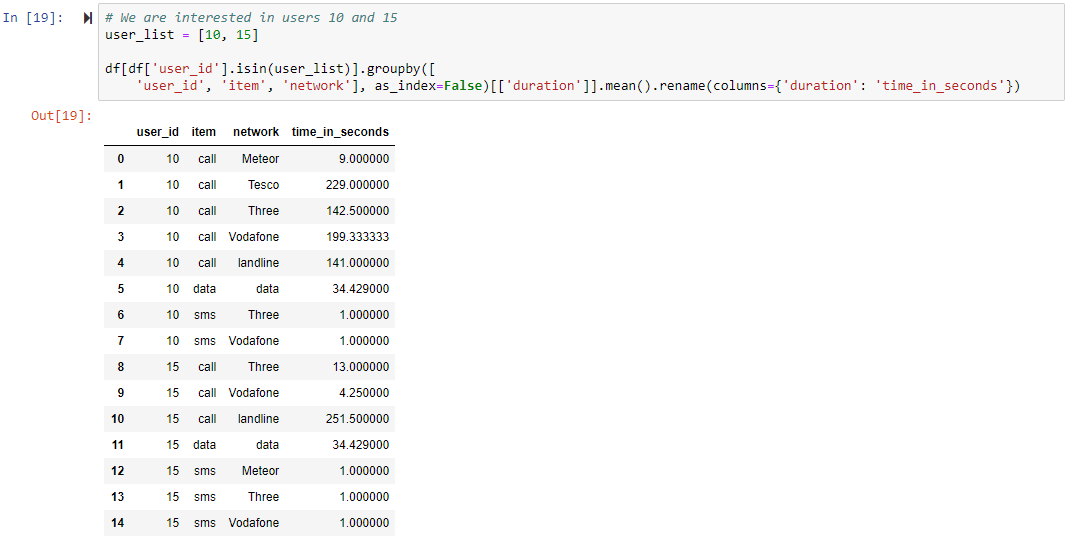 In [19]:
# We are interested in users 10 and 15
user_list = [10, 15]
df[df['user_id'].isin(user_list)].groupby([
'user_id', 'item', 'network'], as_index=False)[['duration']].mean().rename(columns={'duration': 'time_in_seconds'})
Out[19]:
user_id item network time_in_seconds
0 10 call Meteor 9.000000
1 10 call Tesco 229.000000
2 10 call Three 142.500000
3 10 call Vodafone 199.333333
4 10 call landline 141.000000
5 10 data data 34.429000
6 10 sms Three 1.000000
7 10 sms Vodafone 1.000000
8 15 call Three 13.000000
9 15 call Vodafone 4.250000
10 15 call landline 251.500000
11 15 data data 34.429000
12 15 sms Meteor 1.000000
13 15 sms Three 1.000000
14 15 sms Vodafone 1.000000